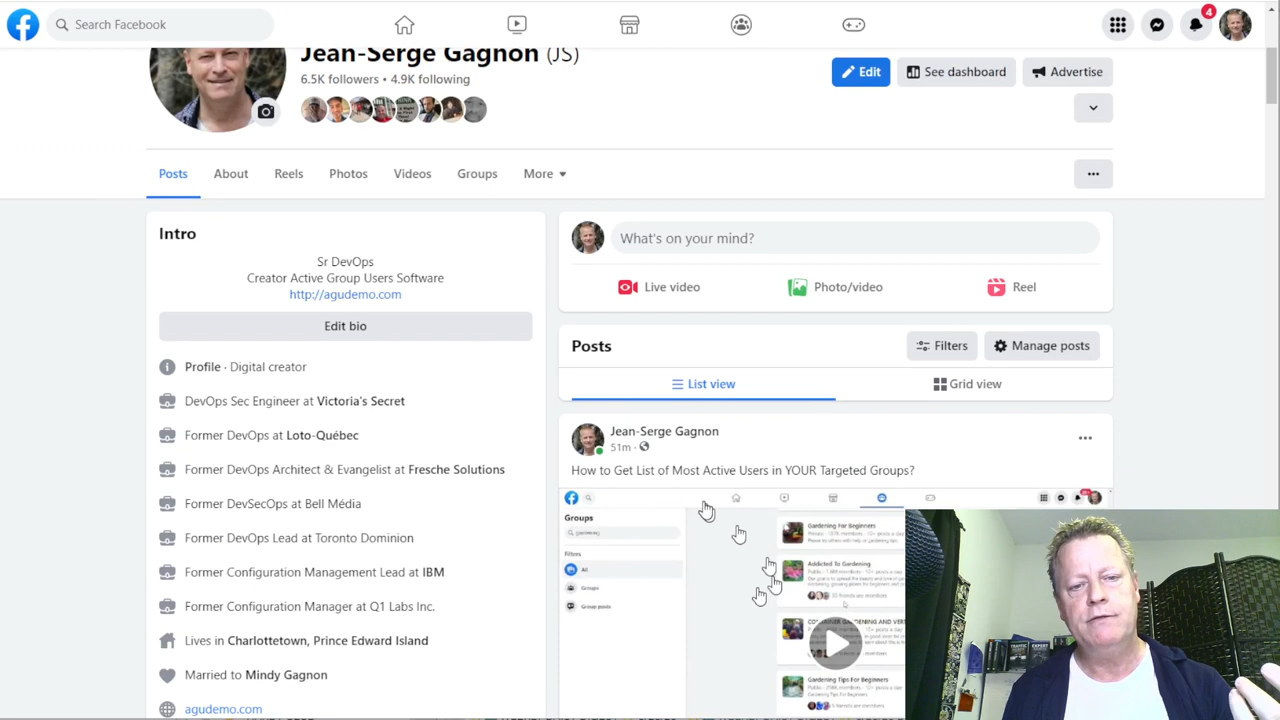 Search Facebook
4
Jean-Serge Gagnon (JS)
6.5K followers • 4.9K following
Edit
See dashboard
Advertise
Posts
About
Reels
Photos
Videos
Groups
More
Intro
Sr DevOps
Creator Active Group Users Software
http://agudemo.com
Edit bio
Profile · Digital creator
DevOps Sec Engineer at Victoria's Secret
Former DevOps at Loto-Québec
Former DevOps Architect & Evangelist at Fresche Solutions
Former DevSecOps at Bell Média
Former DevOps Lead at Toronto Dominion
Former Configuration Management Lead at IBM
Former Configuration Manager at Q1 Labs Inc.
Lives in Charlottetown, Prince Edward Island
Married to Mindy Gagnon
agudemo.com
What's on your mind?
Live video
Photo/video
Reel
Posts
Filters
Manage posts
List view
Grid view
Jean-Serge Gagnon
51m ·
How to Get List of Most Active Users in YOUR Targeted Groups?
Groups
gardening
Filters
All
Groups
Group posts
Gardening For Beginners
Addicted To Gardening
Gardening Tips For Beginners
TRAFFIC
EXPERT